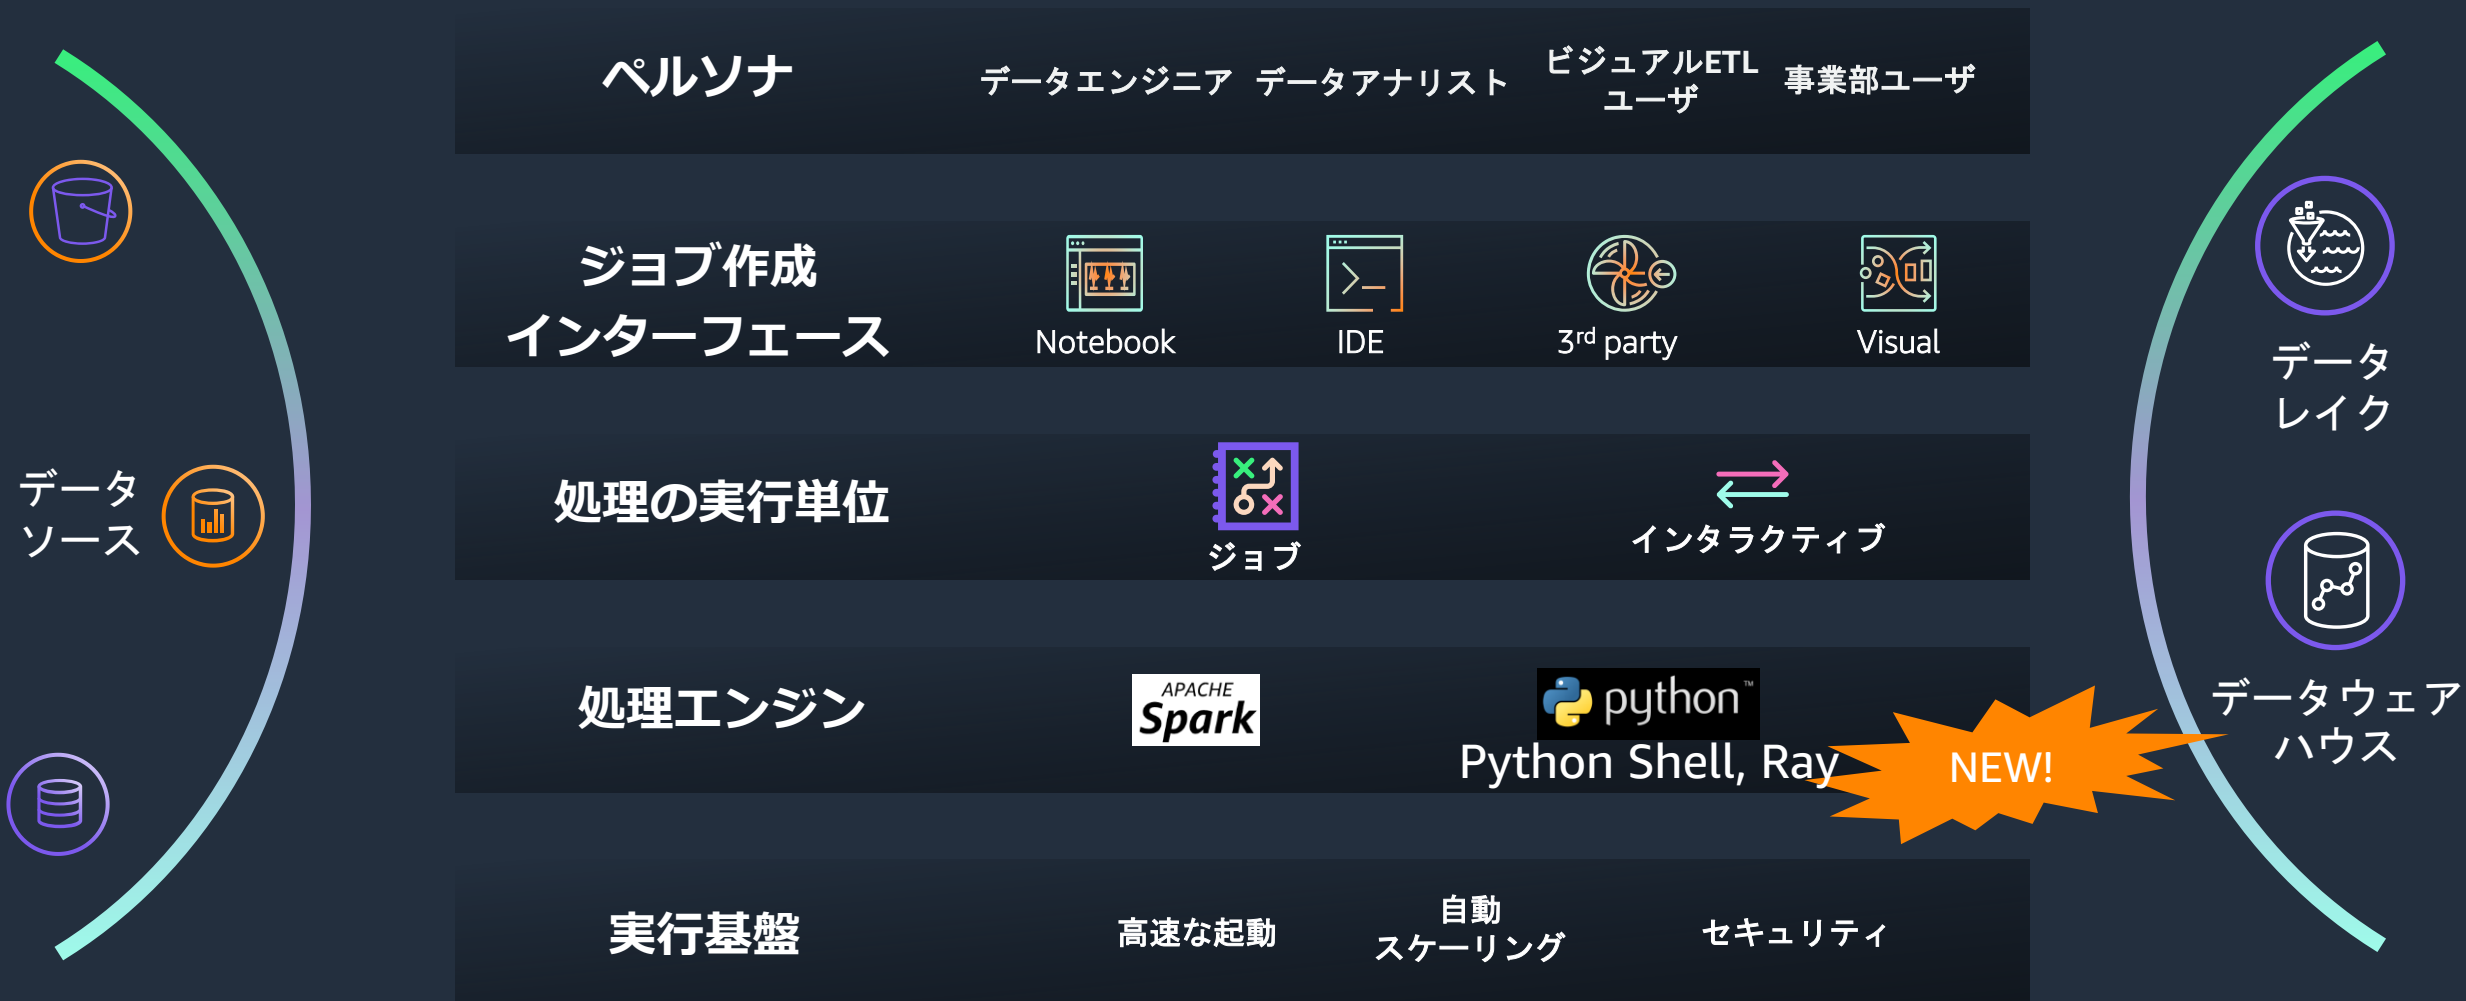 ペルソナ
データエンジニア
データアナリスト
ビジュアルETL
ユーザ
事業部ユーザ
ジョブ作成
インターフェース
Notebook
IDE
3rd party
Visual
データ
ソース
処理の実行単位
ジョブ
インタラクティブ
処理エンジン
APACHE
Spark
python™
Python Shell, Ray
NEW!
実行基盤
高速な起動
自動
スケーリング
セキュリティ
データ
レイク
データウェア
ハウス